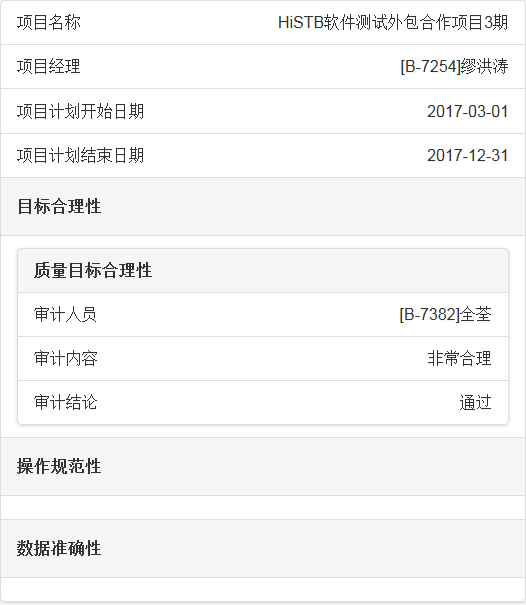 项目名称 HiSTB软件测试外包合作项目3期
项目经理 [B-7254]缪洪涛
项目计划开始日期 2017-03-01
项目计划结束日期 2017-12-31
目标合理性
质量目标合理性
审计人员 [B-7382]全荃
审计内容 非常合理
审计结论 通过
操作规范性
数据准确性